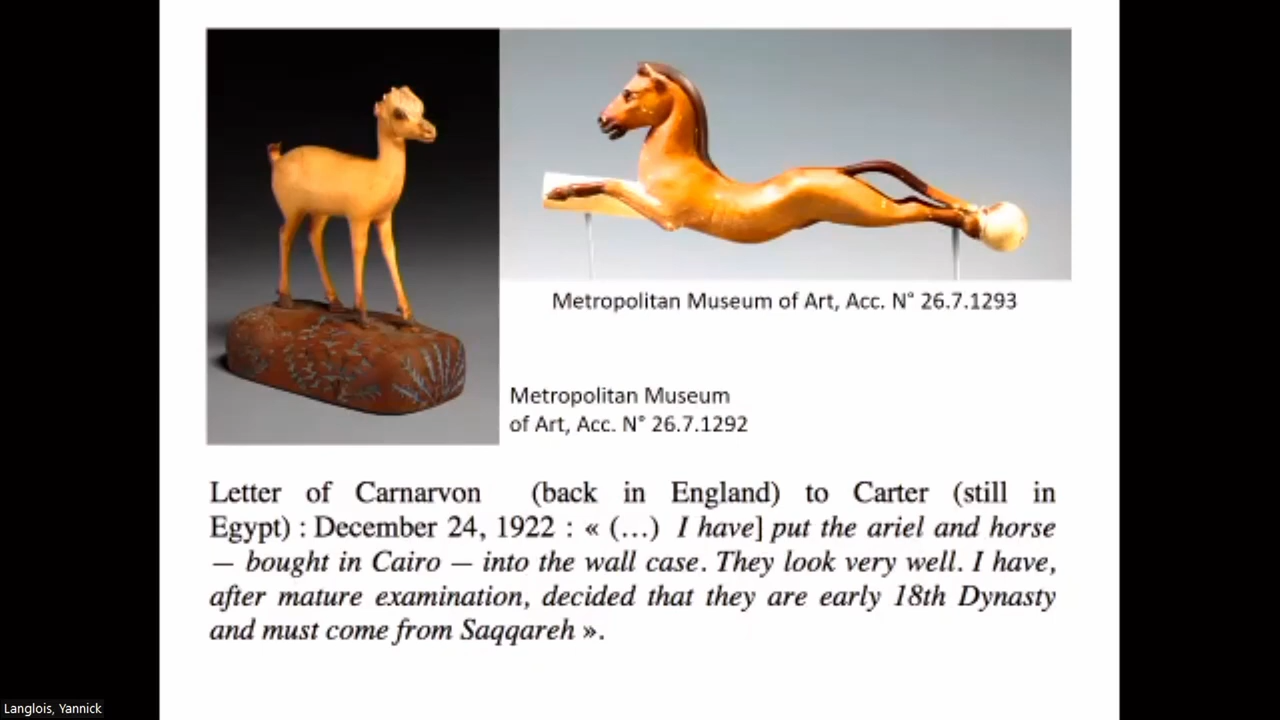 Metropolitan Museum of Art, Acc. N° 26.7.1293
Metropolitan Museum
of Art, Acc. N° 26.7.1292
Letter of Carnarvon (back in England) to Carter (still in
Egypt) : December 24, 1922 : « (…) I have] put the ariel and horse
— bought in Cairo — into the wall case. They look very well. I have,
after mature examination, decided that they are early 18th Dynasty
and must come from Saqqareh ».
Langlois, Yannick